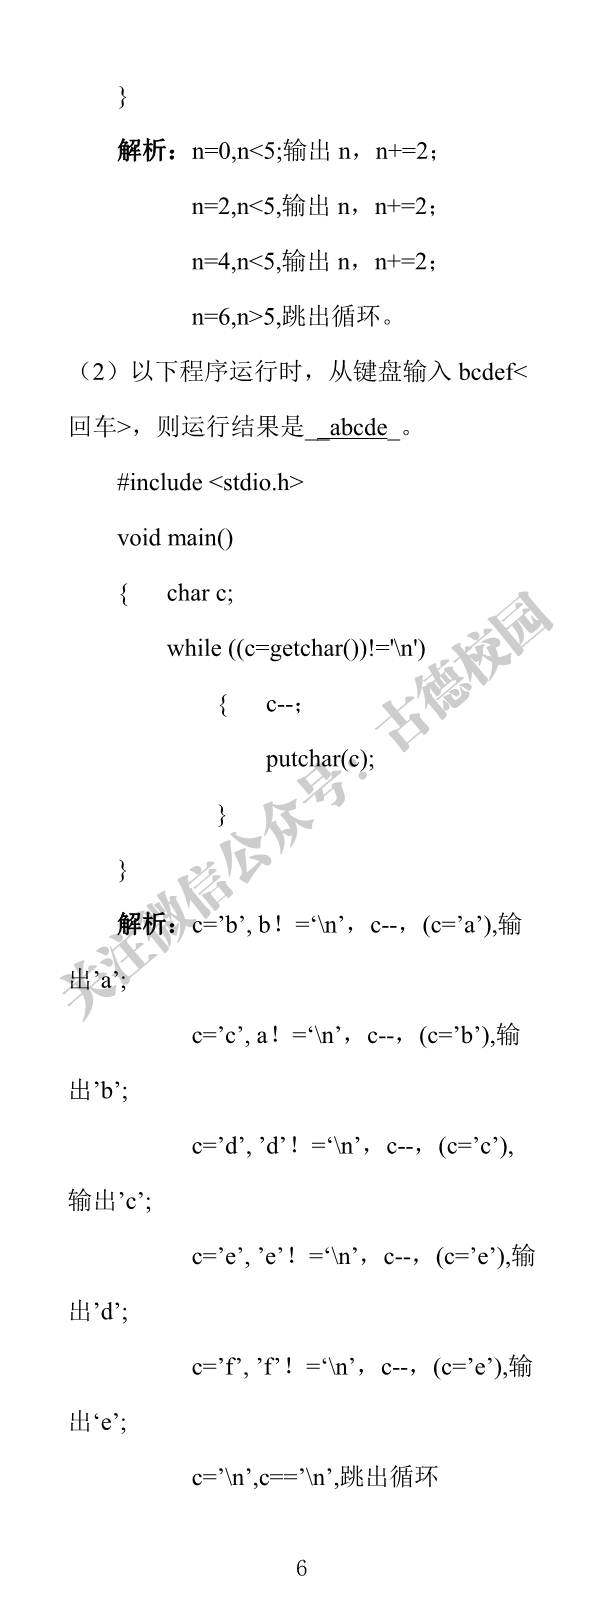 }
解析：n=0,n<5;输出 n，n+=2；
n=2,n<5,输出 n，n+=2；
n=4,n<5,输出 n，n+=2；
n=6,n>5,跳出循环。
（2）以下程序运行时，从键盘输入 bcdef<
回车>，则运行结果是__abcde_。
#include <stdio.h>
void main()
{ char c;
while ((c=getchar())!='\n')
{ c--；
putchar(c);
}
}
解析：c=’b’, b！=‘\n’，c--，(c=’a’),输
出’a’;
c=’c’, a！=‘\n’，c--，(c=’b’),输
出’b’;
c=’d’, ’d’！=‘\n’，c--，(c=’c’),
输出’c’;
c=’e’, ’e’！=‘\n’，c--，(c=’e’),输
出’d’;
c=’f’, ’f’！=‘\n’，c--，(c=’e’),输
出‘e’;
c=’\n’,c==’\n’,跳出循环
关注微信公众号：古德校园
6